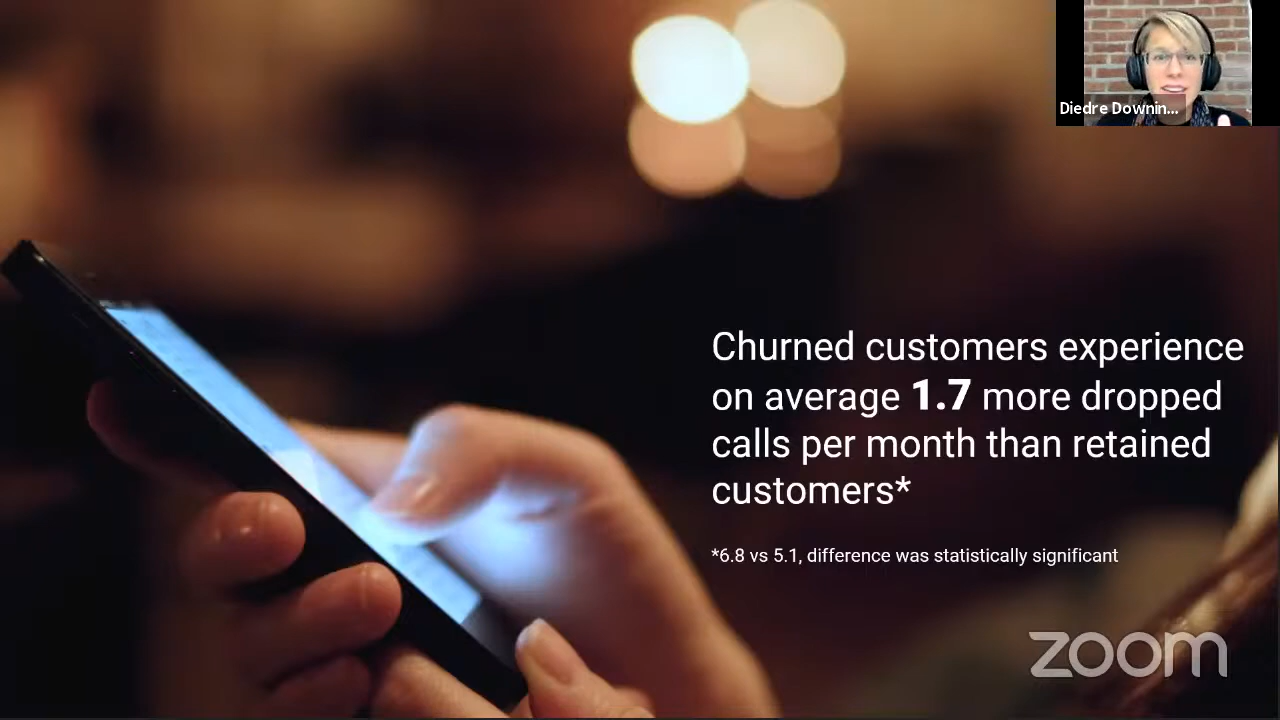 Diedre Downin...
Churned customers experience
on average 1.7 more dropped
calls per month than retained
customers*
*6.8 vs 5.1, difference was statistically significant
zoom